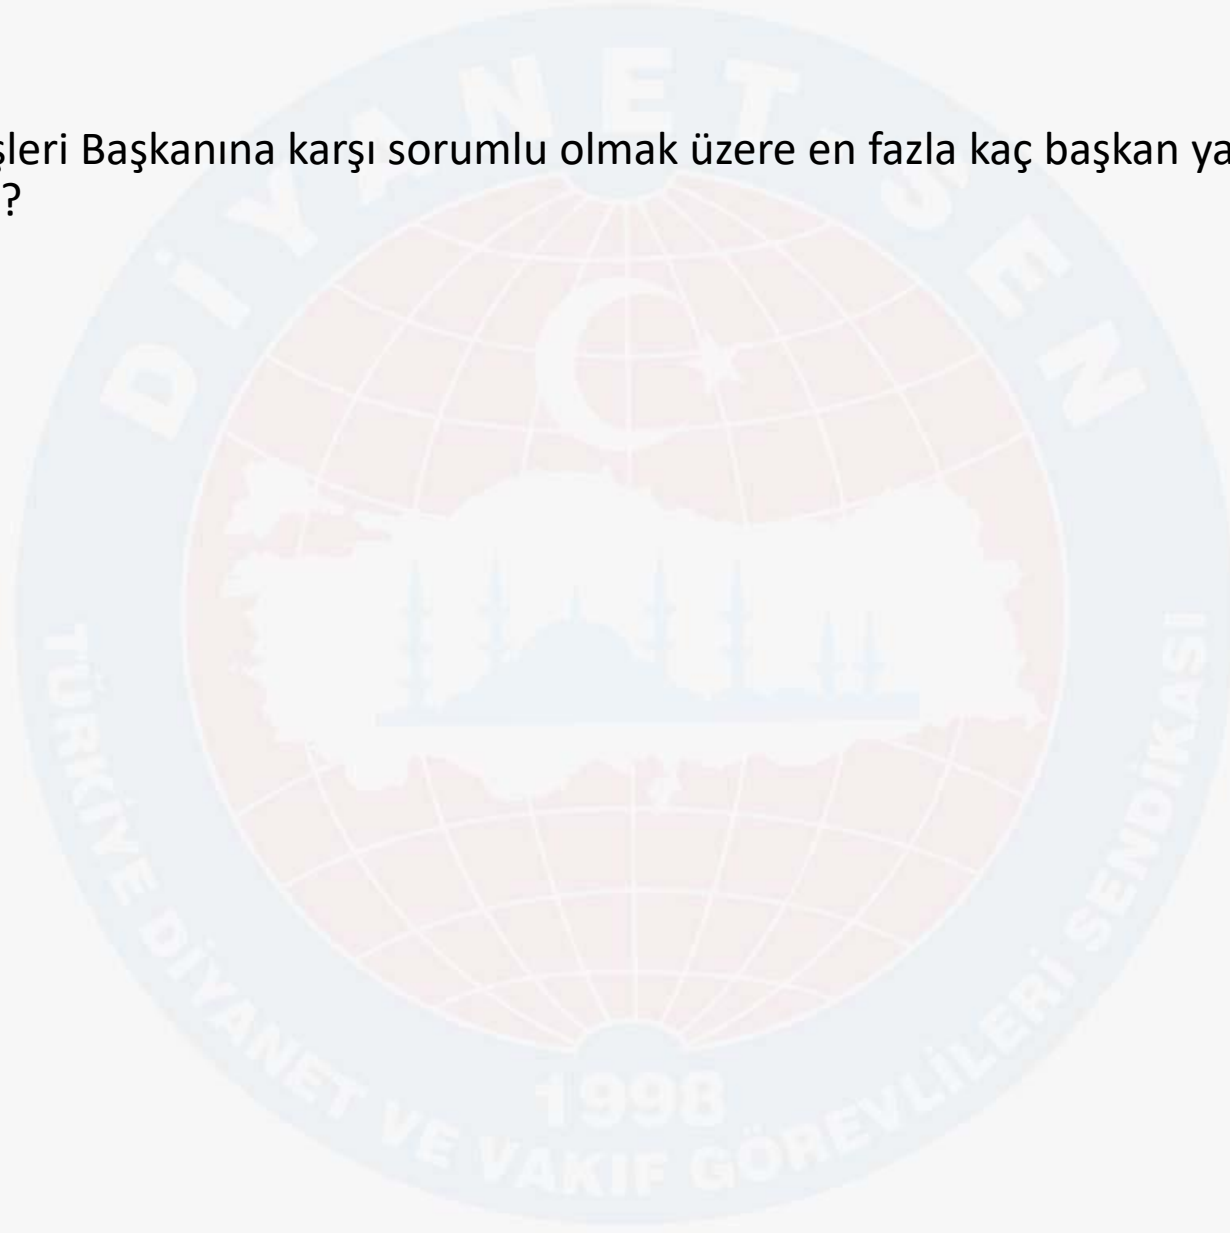 şleri Başkanına karşı sorumlu olmak üzere en fazla kaç başkan ya
?
DİYANET-SEN
TÜRKİYE DİYANET VE VAKIF GÖREVLİLERİ SENDİKASI
1998